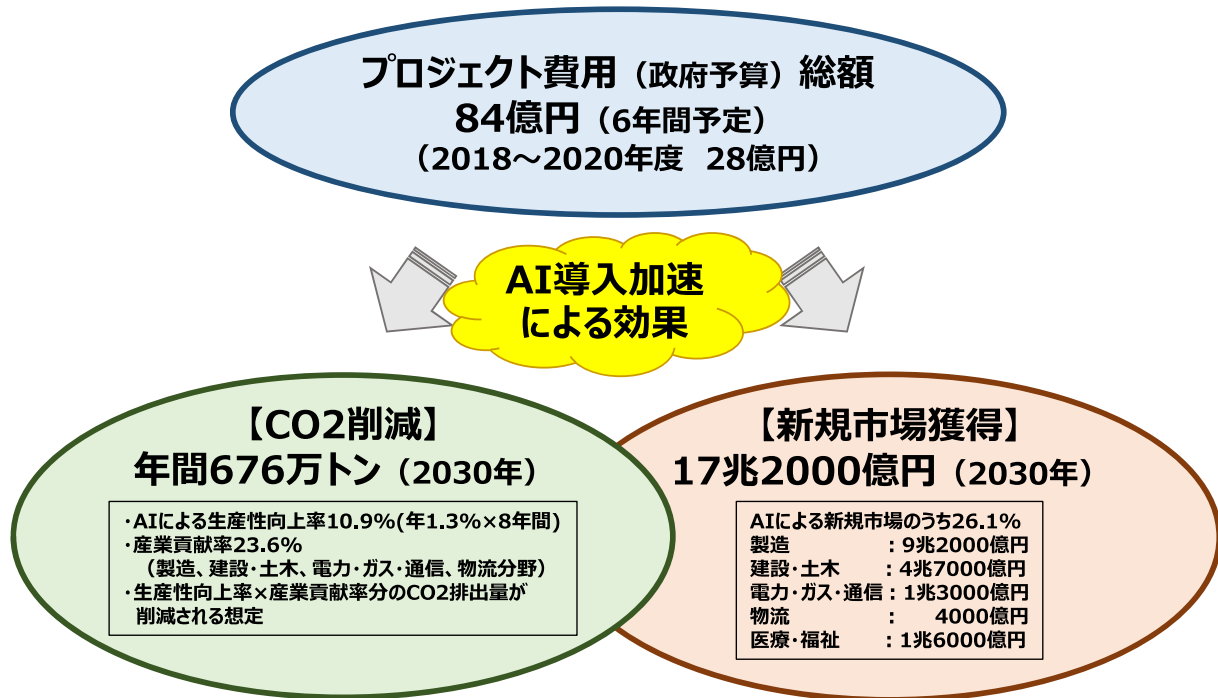 プロジェクト費用（政府予算）総額
84億円（6年間予定）
（2018～2020年度 28億円）
AI導入加速
による効果
【CO2削減】
年間676万トン（2030年）
・AIによる生産性向上率10.9%(年1.3%×8年間)
・産業貢献率23.6%
（製造、建設・土木、電力・ガス・通信、物流分野）
・生産性向上率×産業貢献率分のCO2排出量が
削減される想定
【新規市場獲得】
17兆2000億円（2030年）
AIによる新規市場のうち26.1%
製造 ：9兆2000億円
建設・土木 ：4兆7000億円
電力・ガス・通信：1兆3000億円
物流 ： 4000億円
医療・福祉 ：1兆6000億円